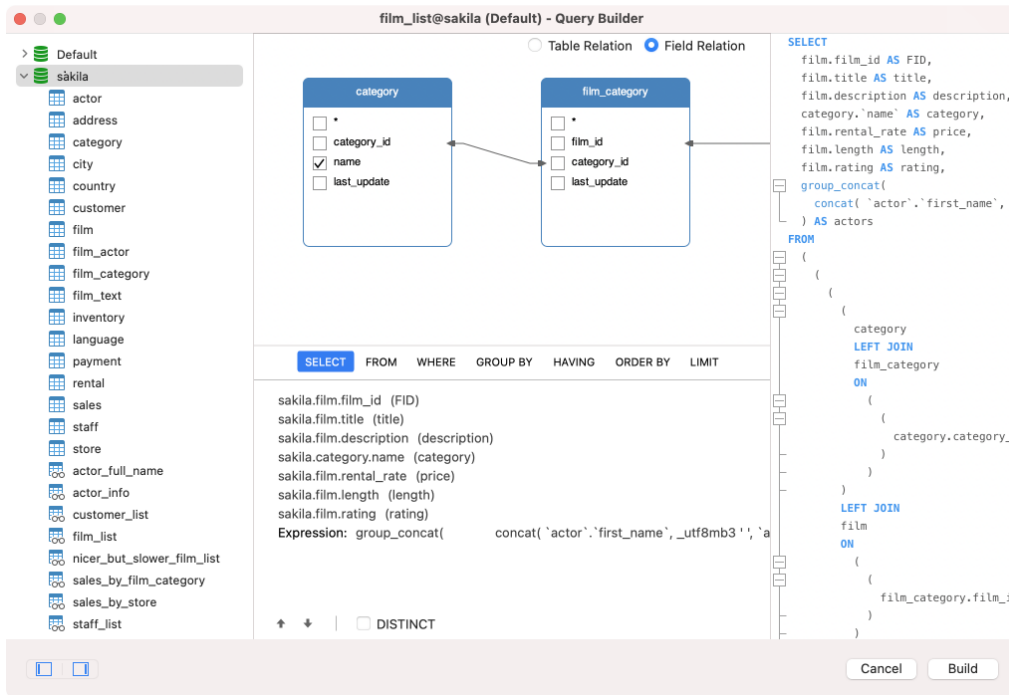 film_list@sakila (Default) - Query Builder
Default
sakila
actor
address
category
city
country
customer
film
film_actor
film_category
film_text
inventory
language
payment
rental
sales
staff
store
actor_full_name
actor_info
customer_list
film_list
nicer_but_slower_film_list
sales_by_film_category
sales_by_store
staff_list
Table Relation Field Relation
category
*
category_id
name
last_update
film_category
*
film_id
category_id
last_update
SELECT FROM WHERE GROUP BY HAVING ORDER BY LIMIT
sakila.film.film_id (FID)
sakila.film.title (title)
sakila.film.description (description)
sakila.category.name (category)
sakila.film.rental_rate (price)
sakila.film.length (length)
sakila.film.rating (rating)
Expression: group_concat( concat( `actor`.`first_name`, _utf8mb3 ' ', `a
DISTINCT
SELECT
film.film_id AS FID,
film.title AS title,
film.description AS description,
category.`name` AS category,
film.rental_rate AS price,
film.length AS length,
film.rating AS rating,
group_concat(
concat( `actor`.`first_name`,
) AS actors
FROM
(
(
(
(
category
LEFT JOIN
film_category
ON
(
(
category.category_
)
)
)
LEFT JOIN
film
ON
(
(
film_category.film_i
)
)
Cancel Build